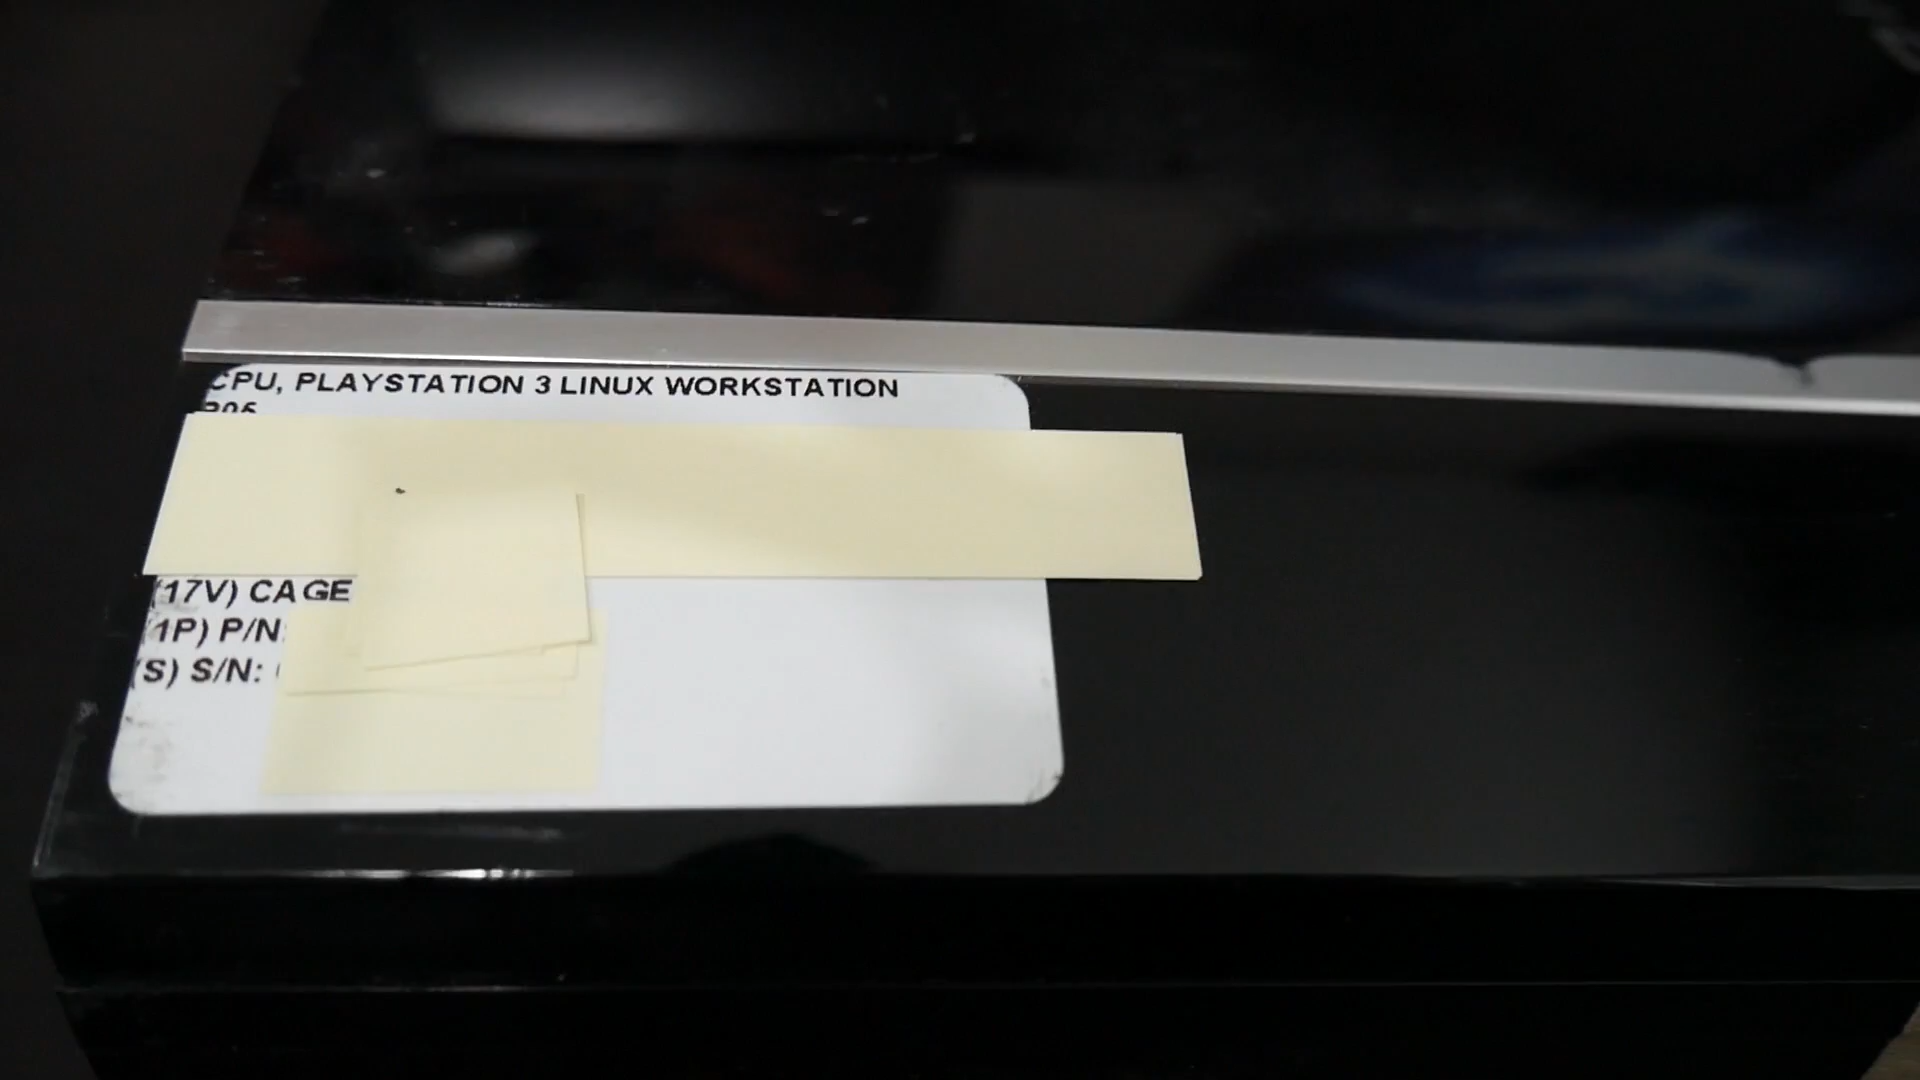 CPU, PLAYSTATION 3 LINUX WORKSTATION
(17V) CAGE
(1P) P/N:
(S) S/N: